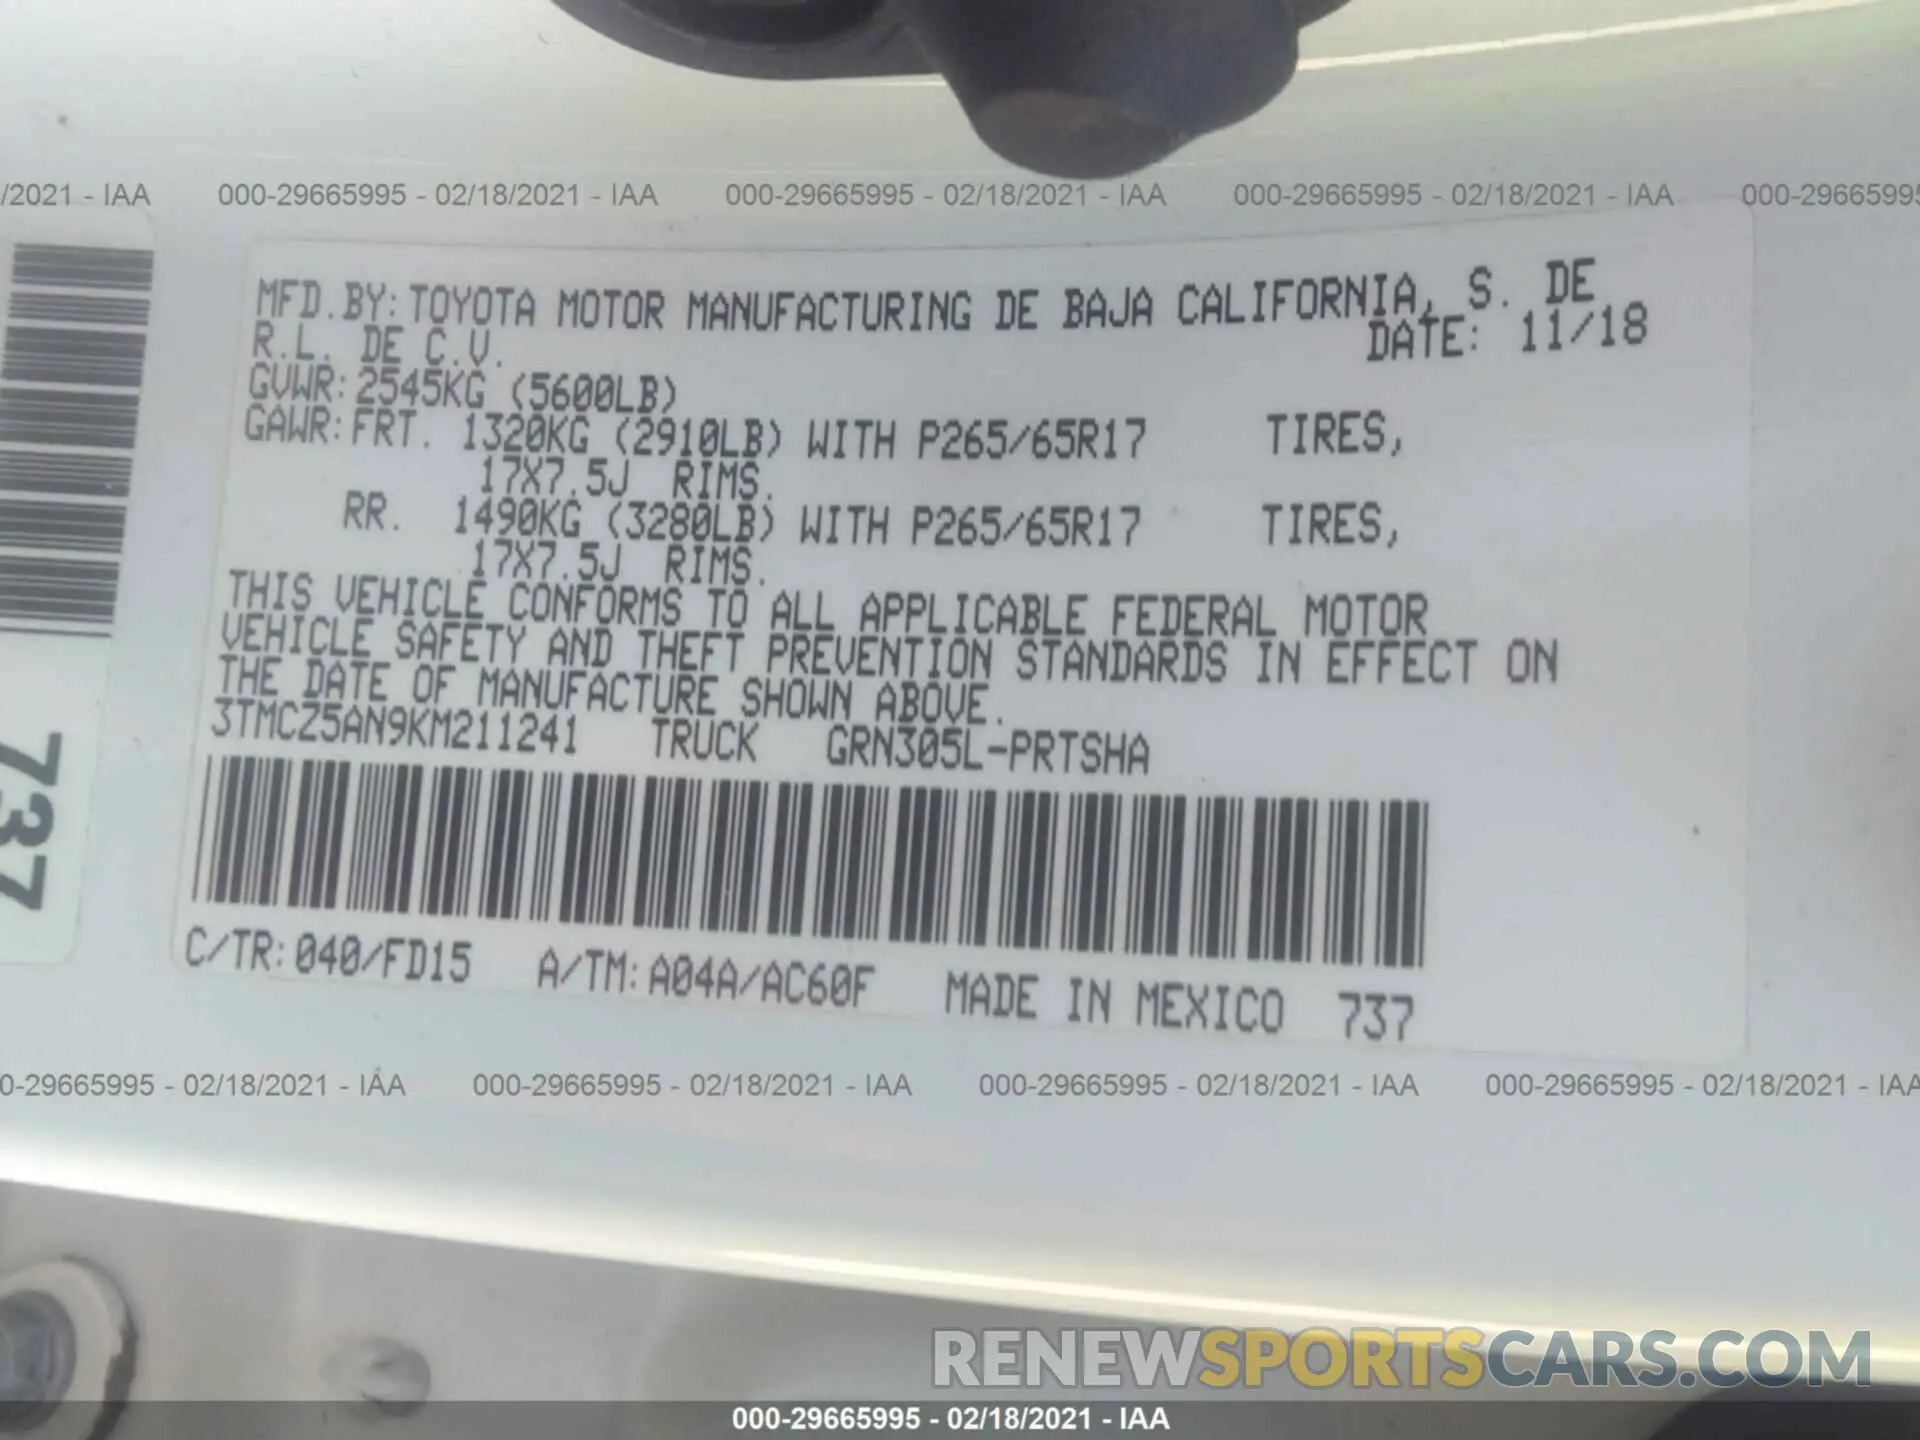 /2021 - IAA 000-29665995 - 02/18/2021 - IAA 000-29665995 - 02/18/2021 - IAA 000-29665995 - 02/18/2021 - IAA 000-29665995
MFD.BY: TOYOTA MOTOR MANUFACTURING DE BAJA CALIFORNIA, S. DE
R.L. DE C.V. DATE: 11/18
GVWR: 2545KG (5600LB)
GAWR: FRT. 1320KG (2910LB) WITH P265/65R17 TIRES,
17X7.5J RIMS.
RR. 1490KG (3280LB) WITH P265/65R17 TIRES,
17X7.5J RIMS.
THIS VEHICLE CONFORMS TO ALL APPLICABLE FEDERAL MOTOR
VEHICLE SAFETY AND THEFT PREVENTION STANDARDS IN EFFECT ON
THE DATE OF MANUFACTURE SHOWN ABOVE.
3TMCZ5AN9KM211241 TRUCK GRN305L-PRTSHA
737
C/TR: 040/FD15 A/TM: A04A/AC60F MADE IN MEXICO 737
0-29665995 - 02/18/2021 - IAA 000-29665995 - 02/18/2021 - IAA 000-29665995 - 02/18/2021 - IAA 000-29665995 - 02/18/2021 - IAA
RENEWSPORTSCARS.COM
000-29665995 - 02/18/2021 - IAA